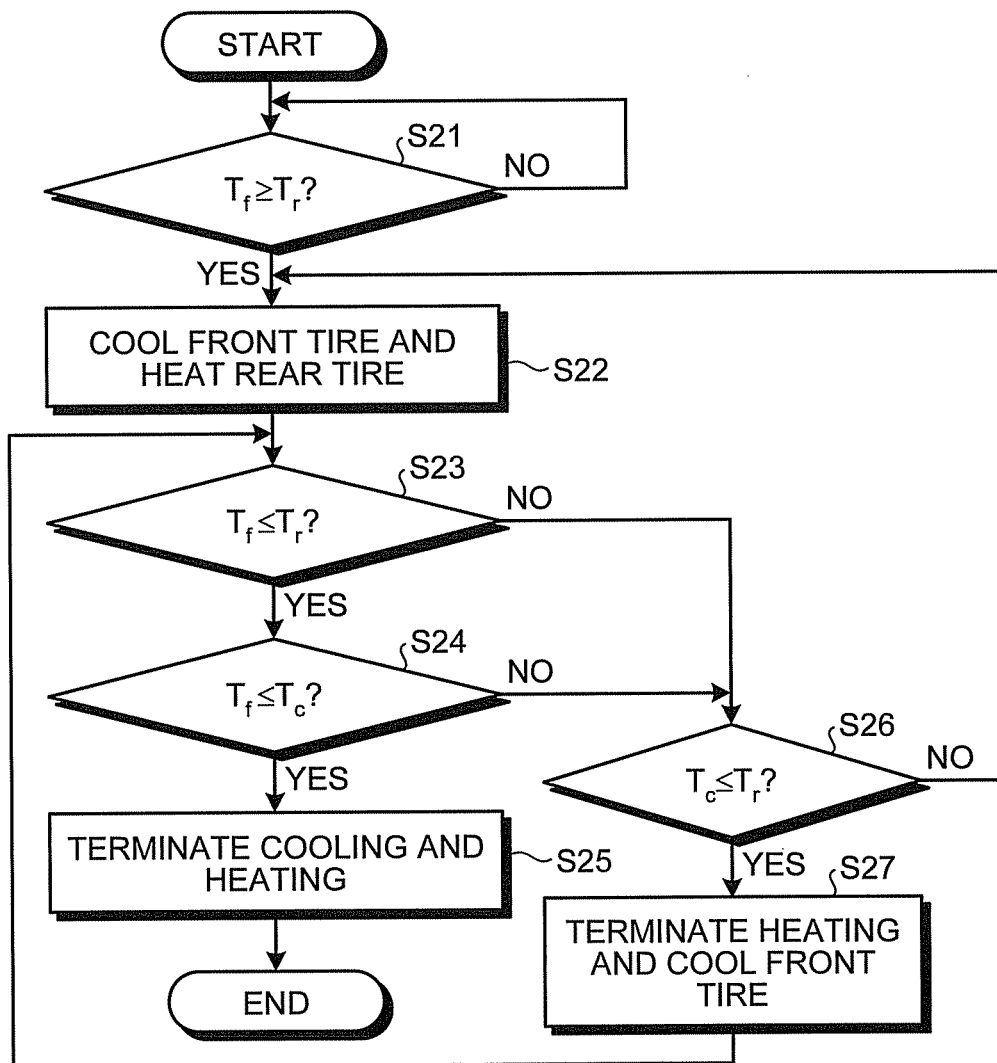 START
S21
T_f≥T_r?
NO
YES
COOL FRONT TIRE AND
HEAT REAR TIRE
S22
S23
NO
T_f≤T_r?
YES
S24
NO
T_f≤T_c?
YES
S26
NO
T_c≤T_r?
YES
TERMINATE COOLING AND
HEATING
S25
S27
TERMINATE HEATING
AND COOL FRONT
TIRE
END